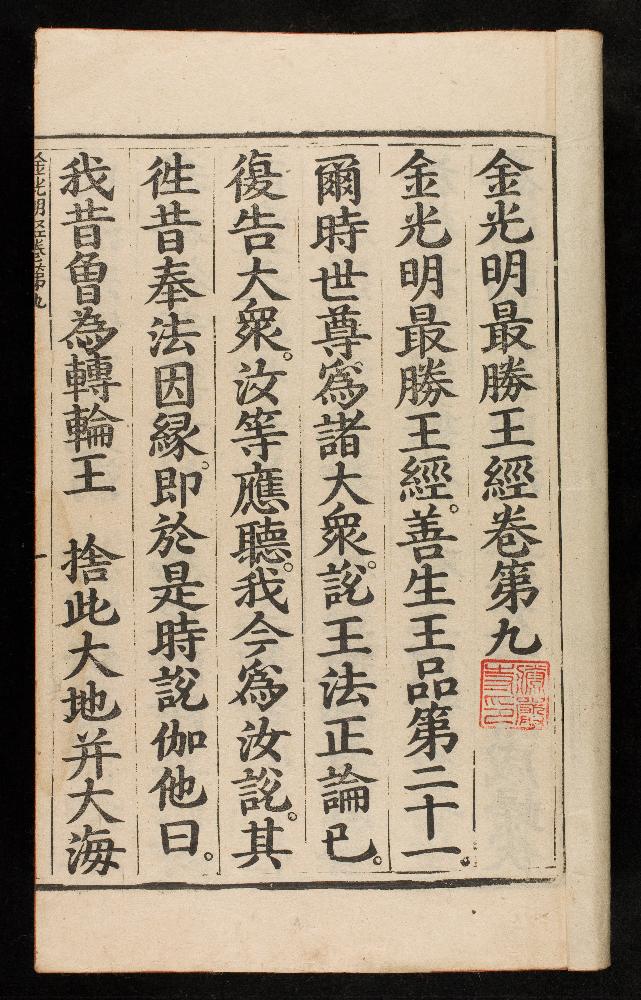 金光明最勝王經卷第九
金光明最勝王經。善生王品第二十一。
爾時世尊。爲諸大衆。說王法正論已。
復告大衆。汝等應聽。我今爲汝說。其
徃昔奉法因縁。即於是時說伽他曰。
我昔曾為轉輪王　捨此大地并大海
金光明經卷第九
一